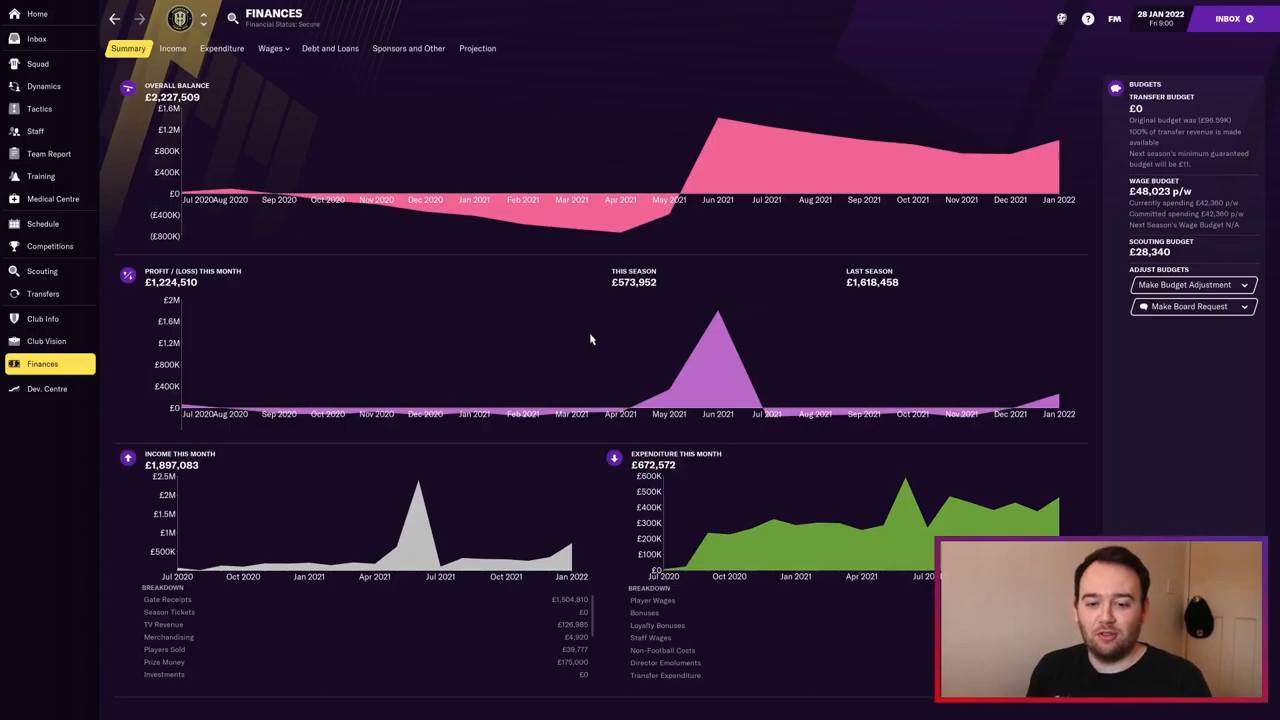 Home
Inbox
Squad
Dynamics
Tactics
Staff
Team Report
Training
Medical Centre
Schedule
Competitions
Scouting
Transfers
Club Info
Club Vision
Finances
Dev. Centre
FINANCES
Financial Status: Secure
FM
28 JAN 2022
Fri 9:00
INBOX
Summary
Income
Expenditure
Wages
Debt and Loans
Sponsors and Other
Projection
OVERALL BALANCE
£2,227,509
£1.6M
£1.2M
£800K
£400K
£0
(£400K)
(£800K)
Jul 2020 Aug 2020 Sep 2020 Oct 2020 Nov 2020 Dec 2020 Jan 2021 Feb 2021 Mar 2021 Apr 2021 May 2021 Jun 2021 Jul 2021 Aug 2021 Sep 2021 Oct 2021 Nov 2021 Dec 2021 Jan 2022
PROFIT / (LOSS) THIS MONTH
£1,224,510
THIS SEASON
£573,952
LAST SEASON
£1,618,458
£2M
£1.6M
£1.2M
£800K
£400K
£0
Jul 2020 Aug 2020 Sep 2020 Oct 2020 Nov 2020 Dec 2020 Jan 2021 Feb 2021 Mar 2021 Apr 2021 May 2021 Jun 2021 Jul 2021 Aug 2021 Sep 2021 Oct 2021 Nov 2021 Dec 2021 Jan 2022
INCOME THIS MONTH
£1,897,083
£2.5M
£2M
£1.5M
£1M
£500K
Jul 2020 Oct 2020 Jan 2021 Apr 2021 Jul 2021 Oct 2021 Jan 2022
BREAKDOWN
Gate Receipts £1,504,810
Season Tickets £0
TV Revenue £126,985
Merchandising £4,920
Players Sold £39,777
Prize Money £175,000
Investments £0
EXPENDITURE THIS MONTH
£672,572
£600K
£500K
£400K
£300K
£200K
£100K
£0
Jul 2020 Oct 2020 Jan 2021 Apr 2021 Jul 20
BREAKDOWN
Player Wages
Bonuses
Loyalty Bonuses
Staff Wages
Non-Football Costs
Director Emoluments
Transfer Expenditure
BUDGETS
TRANSFER BUDGET
£0
Original budget was (£96.59K)
100% of transfer revenue is made
available
Next season's minimum guaranteed
budget will be £11.
WAGE BUDGET
£48,023 p/w
Currently spending £42,360 p/w
Committed spending £42,360 p/w
Next Season's Wage Budget N/A
SCOUTING BUDGET
£28,340
ADJUST BUDGETS
Make Budget Adjustment
Make Board Request